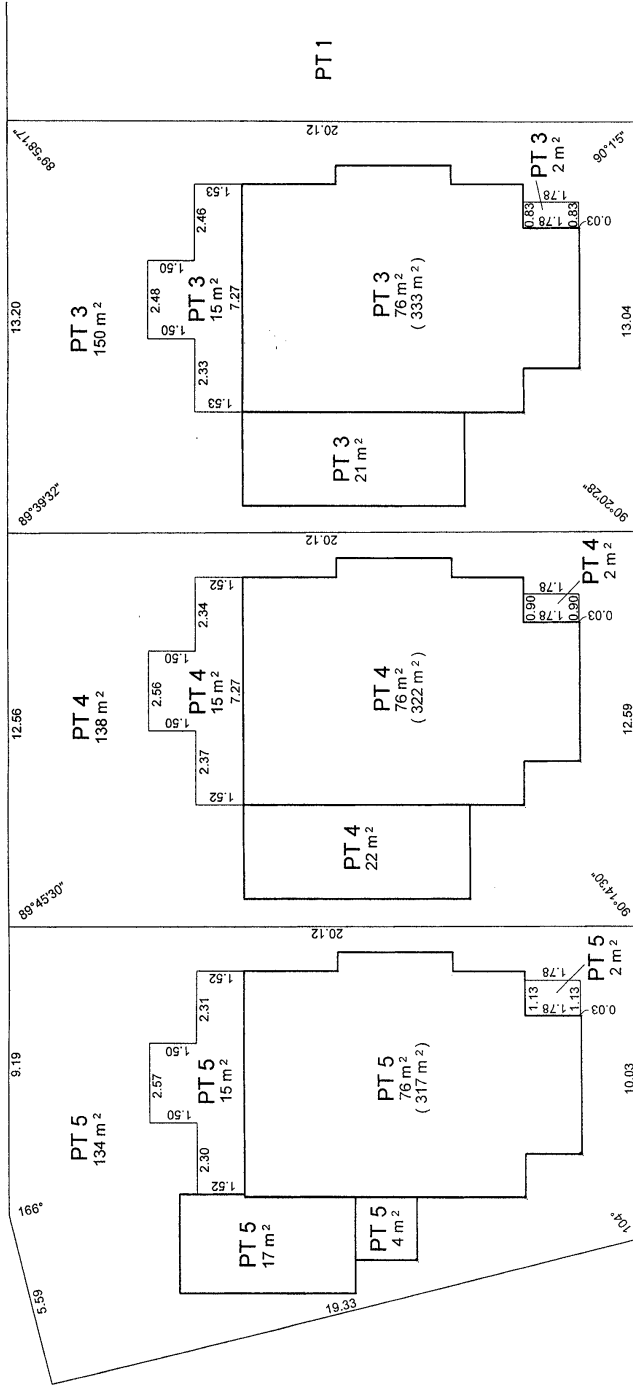 PT 1
89°58'17"
20.12
90°1'5"
13.20
PT 3
150 m²
2.48
1.50
1.50
2.46
2.33
1.53
1.53
PT 3
15 m²
7.27
PT 3
76 m²
( 333 m² )
PT 3
21 m²
PT 3
2 m²
1.78
0.83
0.83
1.78
0.03
13.04
89°39'32"
20.12
90°20'28"
12.56
PT 4
138 m²
2.56
1.50
1.50
2.34
2.37
1.52
1.52
PT 4
15 m²
7.27
PT 4
76 m²
( 322 m² )
PT 4
22 m²
PT 4
2 m²
1.78
0.90
0.90
1.78
0.03
12.59
89°45'30"
20.12
90°14'30"
9.19
PT 5
134 m²
2.57
1.50
1.50
2.31
2.30
1.52
1.52
PT 5
15 m²
PT 5
76 m²
( 317 m² )
PT 5
17 m²
PT 5
4 m²
PT 5
2 m²
1.78
1.13
1.13
1.78
0.03
10.03
166°
5.59
19.33
104°